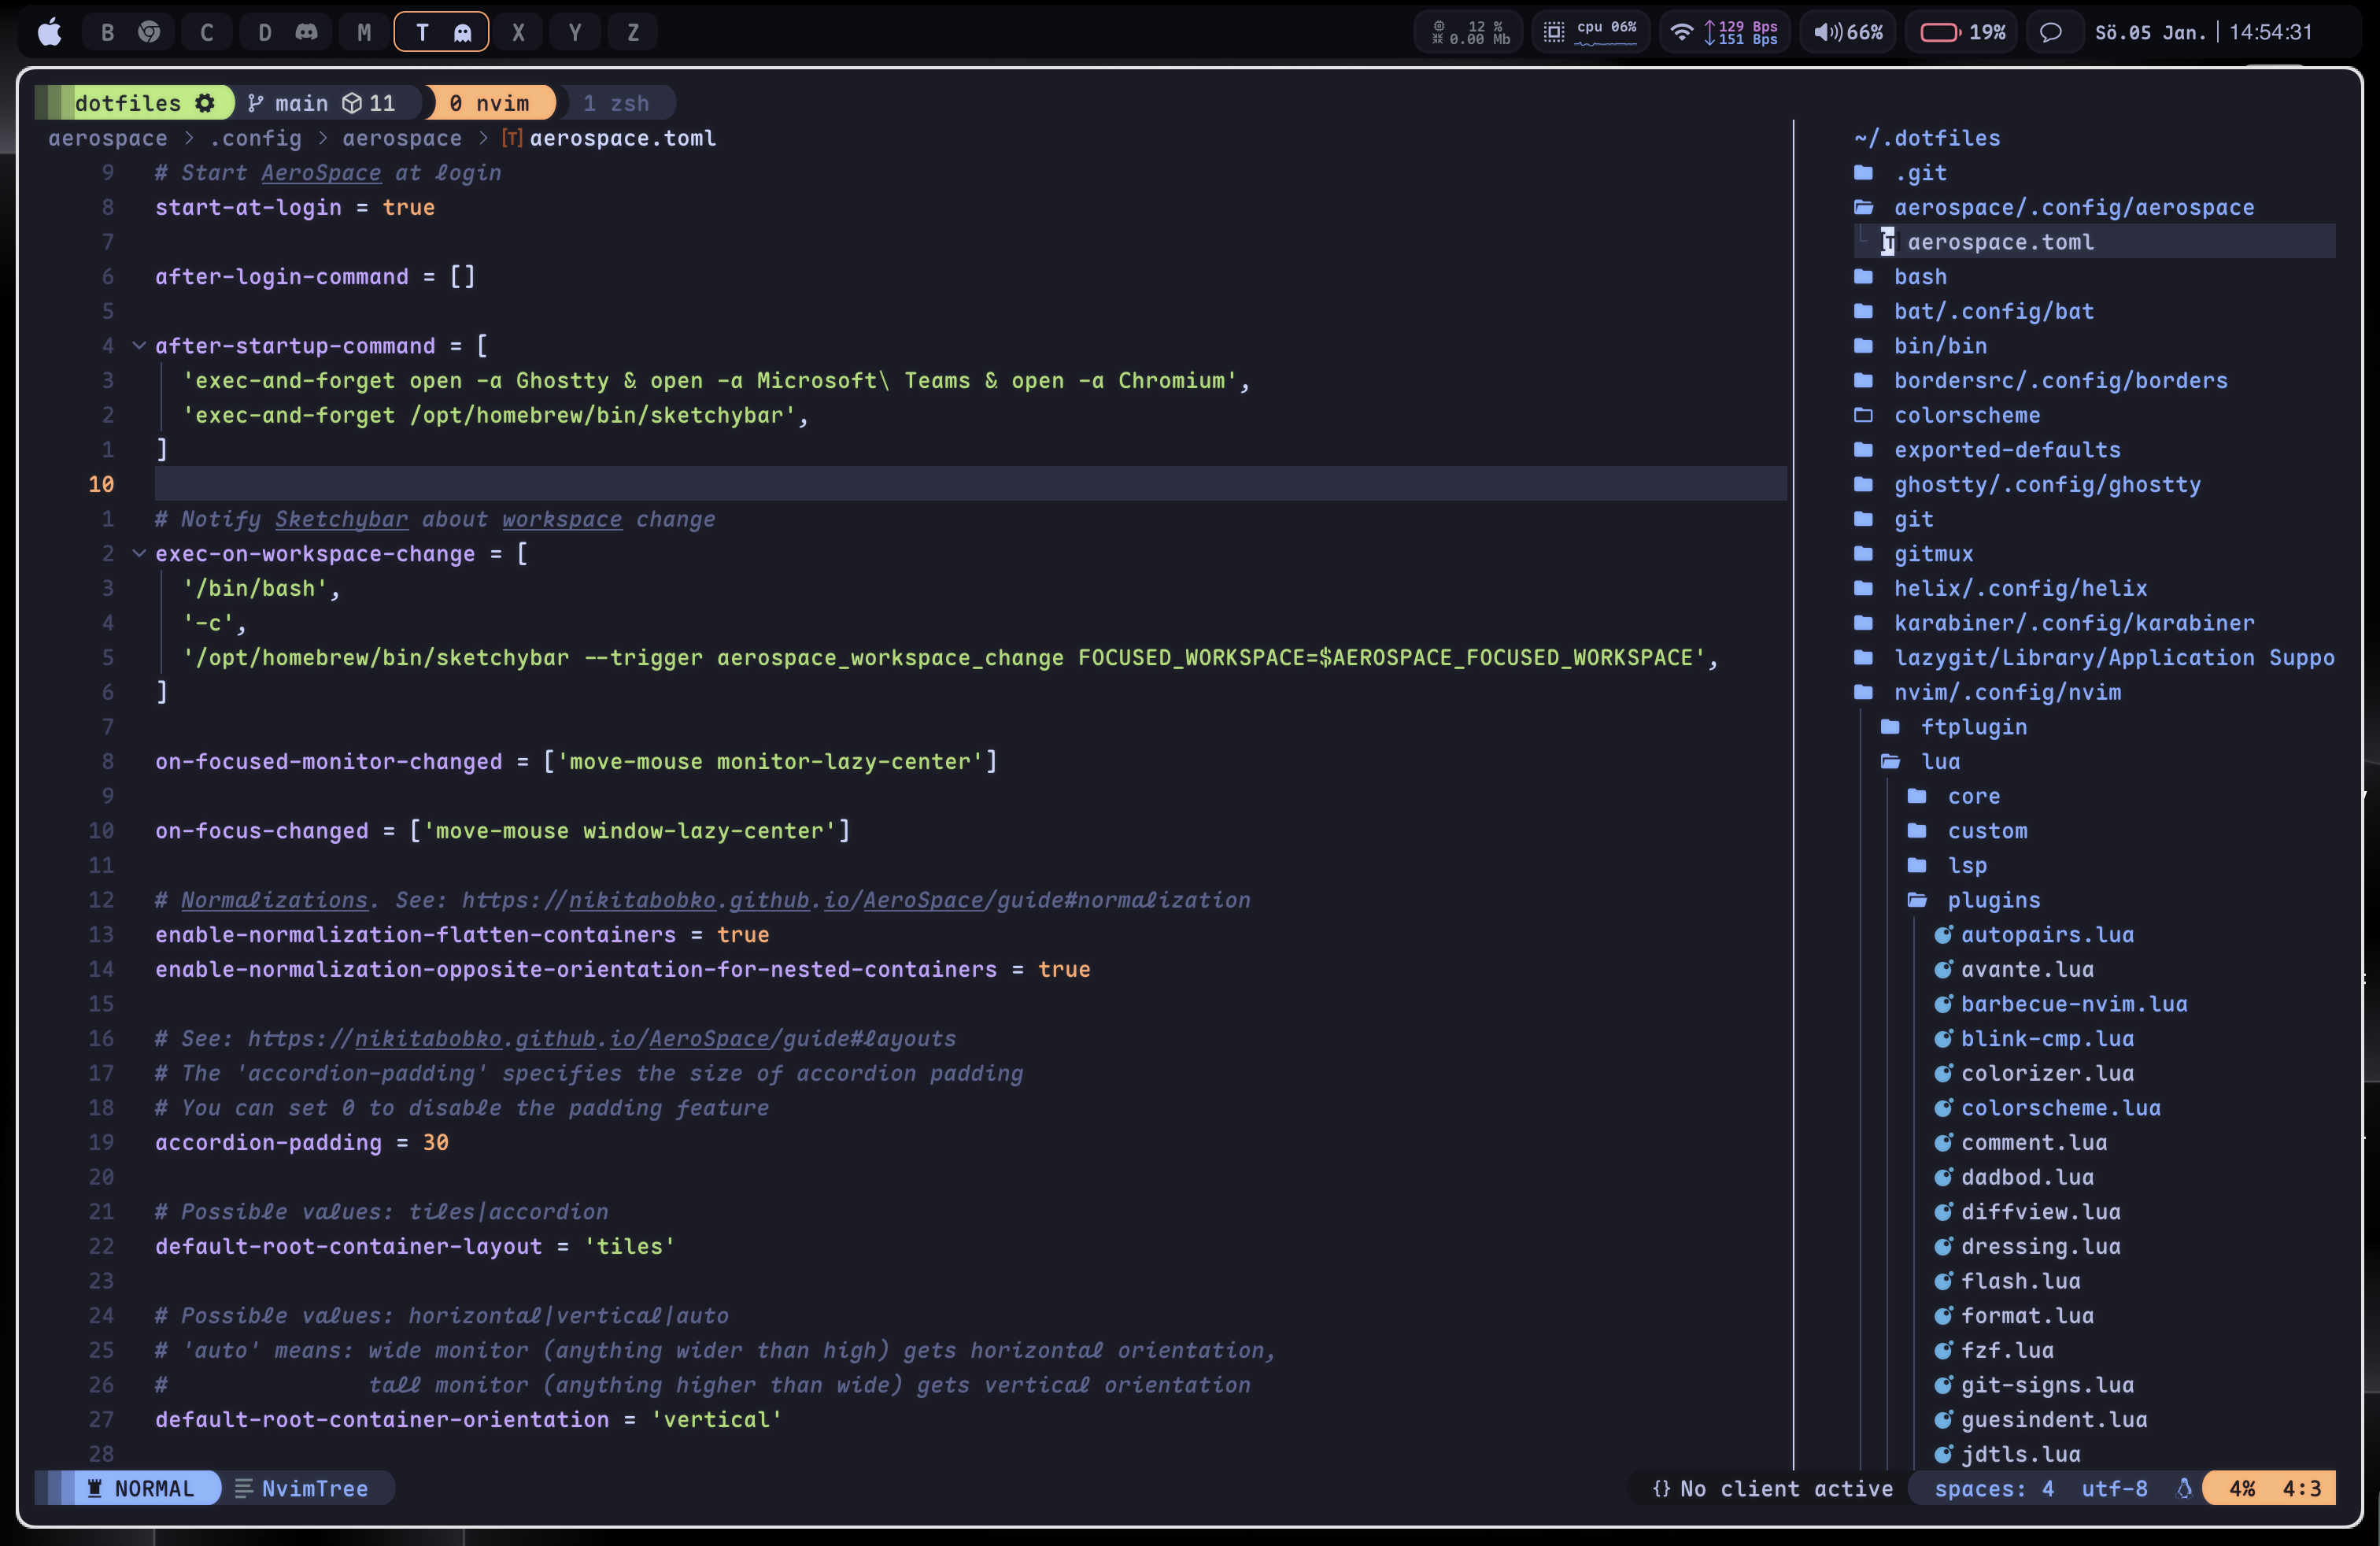 B C D M T X Y Z 12 % 0.00 Mb cpu 06% 129 Bps 151 Bps 66% 19% Sö.05 Jan. 14:54:31
dotfiles main 11 0 nvim 1 zsh
aerospace > .config > aerospace > [T] aerospace.toml
9 # Start AeroSpace at login
8 start-at-login = true
7
6 after-login-command = []
5
4 after-startup-command = [
3 'exec-and-forget open -a Ghostty & open -a Microsoft\ Teams & open -a Chromium',
2 'exec-and-forget /opt/homebrew/bin/sketchybar',
1 ]
10
1 # Notify Sketchybar about workspace change
2 exec-on-workspace-change = [
3 '/bin/bash',
4 '-c',
5 '/opt/homebrew/bin/sketchybar --trigger aerospace_workspace_change FOCUSED_WORKSPACE=$AEROSPACE_FOCUSED_WORKSPACE',
6 ]
7
8 on-focused-monitor-changed = ['move-mouse monitor-lazy-center']
9
10 on-focus-changed = ['move-mouse window-lazy-center']
11
12 # Normalizations. See: https://nikitabobko.github.io/AeroSpace/guide#normalization
13 enable-normalization-flatten-containers = true
14 enable-normalization-opposite-orientation-for-nested-containers = true
15
16 # See: https://nikitabobko.github.io/AeroSpace/guide#layouts
17 # The 'accordion-padding' specifies the size of accordion padding
18 # You can set 0 to disable the padding feature
19 accordion-padding = 30
20
21 # Possible values: tiles|accordion
22 default-root-container-layout = 'tiles'
23
24 # Possible values: horizontal|vertical|auto
25 # 'auto' means: wide monitor (anything wider than high) gets horizontal orientation,
26 # tall monitor (anything higher than wide) gets vertical orientation
27 default-root-container-orientation = 'vertical'
28
~/.dotfiles
.git
aerospace/.config/aerospace
[T] aerospace.toml
bash
bat/.config/bat
bin/bin
bordersrc/.config/borders
colorscheme
exported-defaults
ghostty/.config/ghostty
git
gitmux
helix/.config/helix
karabiner/.config/karabiner
lazygit/Library/Application Suppo
nvim/.config/nvim
ftplugin
lua
core
custom
lsp
plugins
autopairs.lua
avante.lua
barbecue-nvim.lua
blink-cmp.lua
colorizer.lua
colorscheme.lua
comment.lua
dadbod.lua
diffview.lua
dressing.lua
flash.lua
format.lua
fzf.lua
git-signs.lua
guesindent.lua
jdtls.lua
NORMAL NvimTree {} No client active spaces: 4 utf-8 4% 4:3